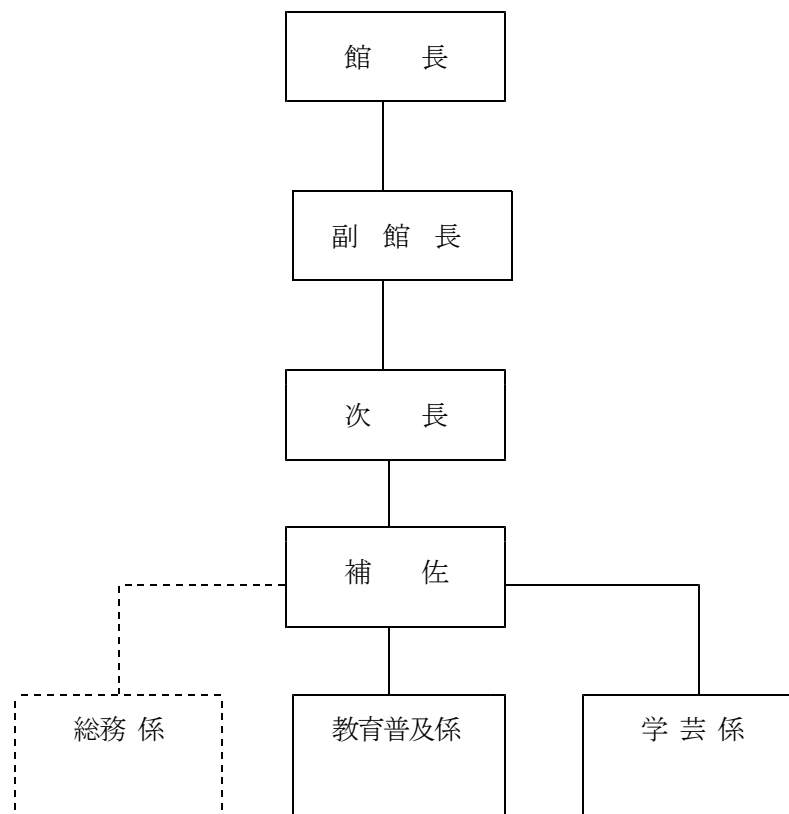 館　長
副　館　長
次　長
補　佐
総務 係
教育普及係
学 芸 係